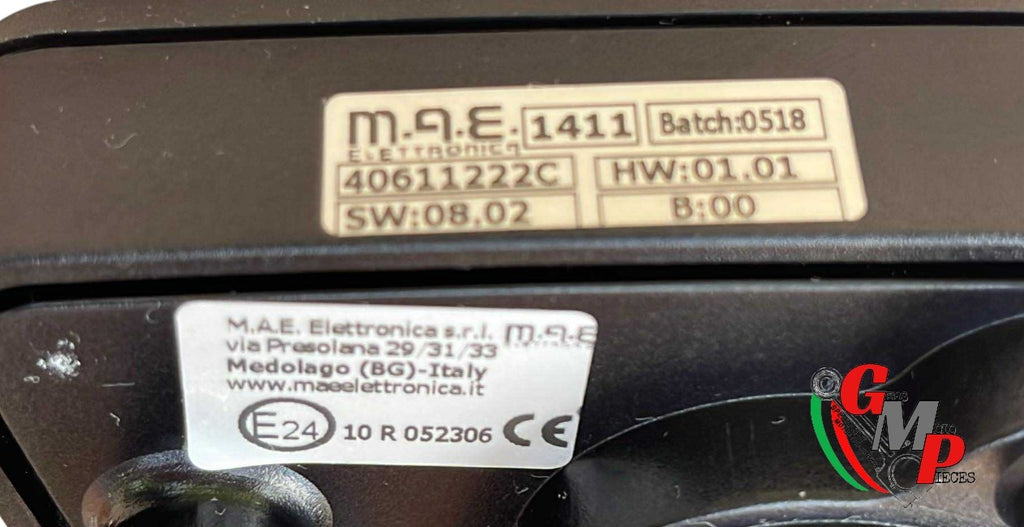 m.a.e. 1411 Batch:0518
ELETTRONICA
40611222C HW:01.01
SW:08.02 B:00
M.A.E. Elettronica s.r.l. m.a.e
via Presolana 29/31/33
Medolago (BG)-Italy
www.maeelettronica.it
E24 10 R 052306 CE
GMP
PIECES